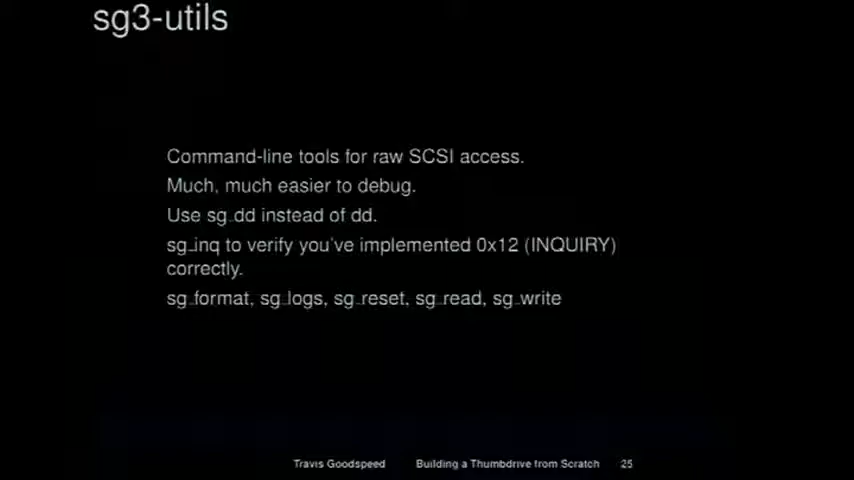 sg3-utils
Command-line tools for raw SCSI access.
Much, much easier to debug.
Use sg_dd instead of dd.
sg_inq to verify you've implemented 0x12 (INQUIRY)
correctly.
sg_format, sg_logs, sg_reset, sg_read, sg_write
Travis Goodspeed Building a Thumbdrive from Scratch 25